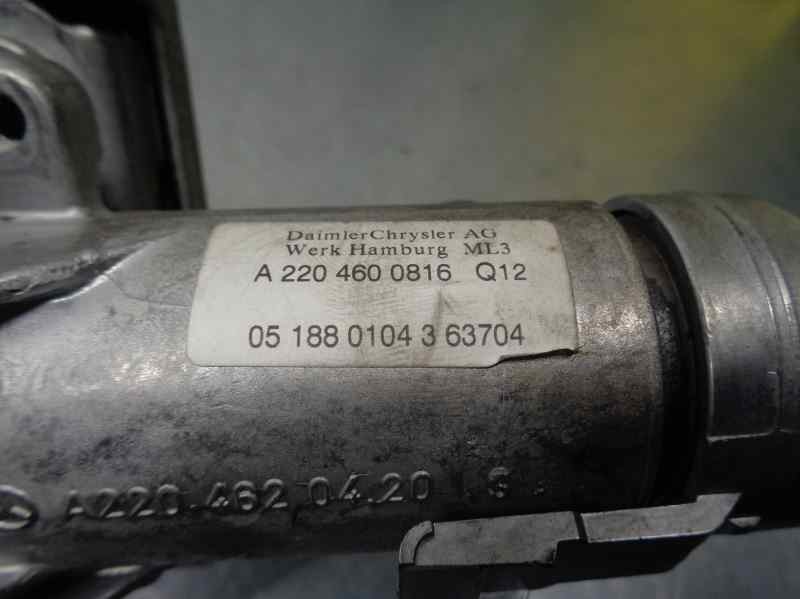 DaimlerChrysler AG
Werk Hamburg ML3
A 220 460 0816 Q12
05 188 0104 3 63704
A220 462 04.20